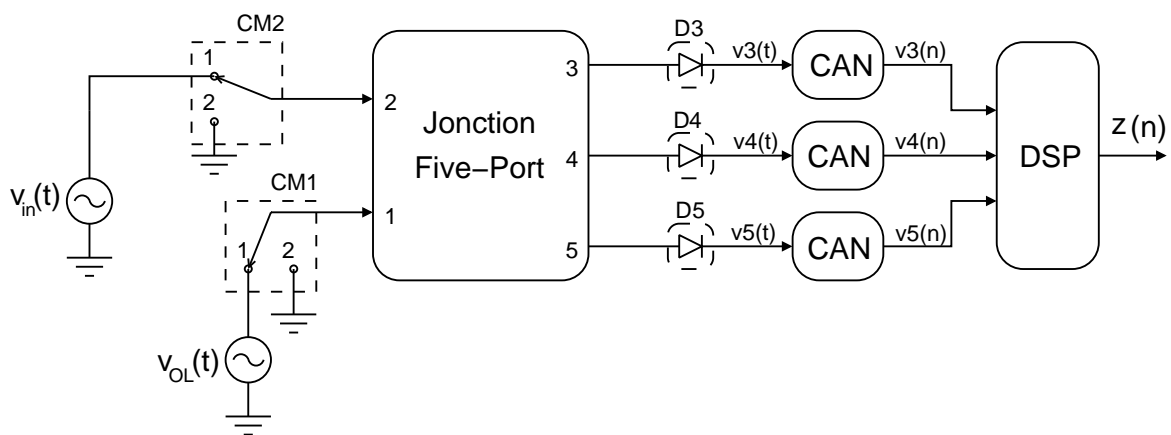 CM2
1
2
v_in(t)
CM1
1
2
v_OL(t)
2
1
Jonction
Five–Port
3
4
5
D3
v3(t)
CAN
v3(n)
D4
v4(t)
CAN
v4(n)
D5
v5(t)
CAN
v5(n)
DSP
z(n)